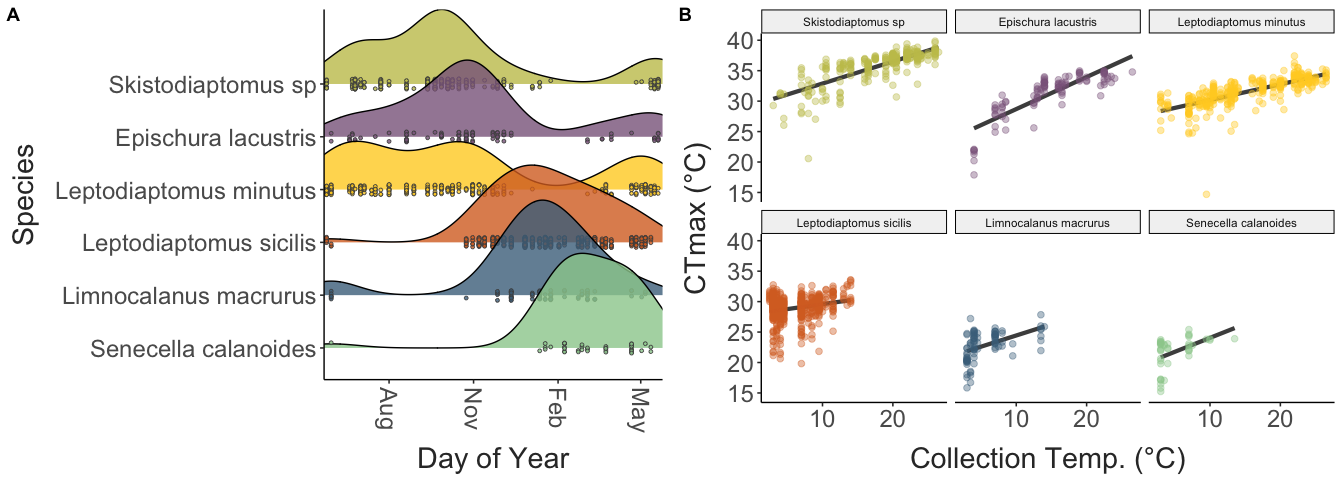 A
Species
Skistodiaptomus sp
Epischura lacustris
Leptodiaptomus minutus
Leptodiaptomus sicilis
Limnocalanus macrurus
Senecella calanoides
Aug
Nov
Feb
May
Day of Year
B
CTmax (°C)
Skistodiaptomus sp
Epischura lacustris
Leptodiaptomus minutus
40
35
30
25
20
15
Leptodiaptomus sicilis
Limnocalanus macrurus
Senecella calanoides
40
35
30
25
20
15
10 20
10 20
10 20
Collection Temp. (°C)